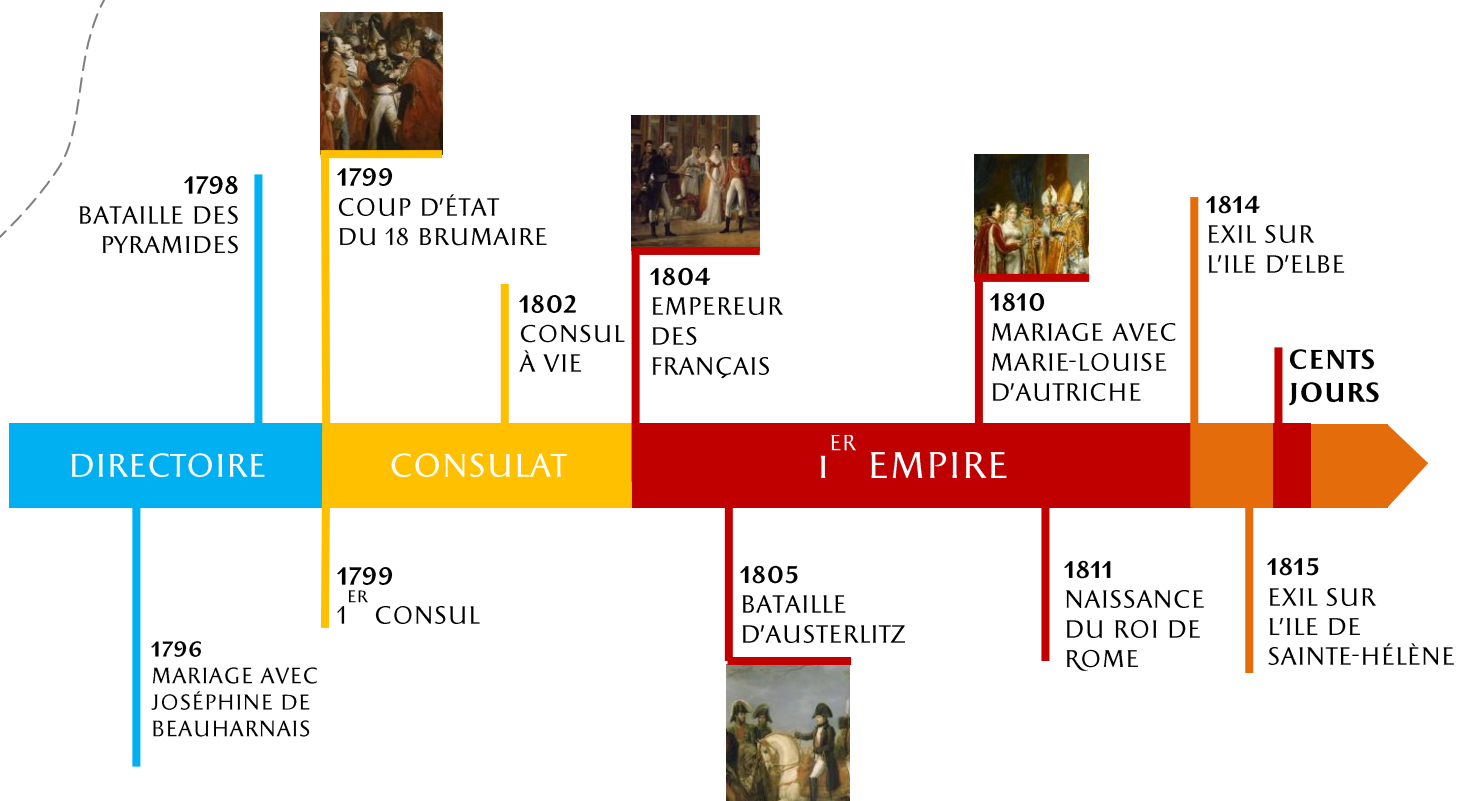 1798
BATAILLE DES
PYRAMIDES
1799
COUP D'ÉTAT
DU 18 BRUMAIRE
1802
CONSUL
À VIE
1804
EMPEREUR
DES
FRANÇAIS
1810
MARIAGE AVEC
MARIE-LOUISE
D'AUTRICHE
1814
EXIL SUR
L'ILE D'ELBE
CENTS
JOURS
DIRECTOIRE
CONSULAT
1ER EMPIRE
1796
MARIAGE AVEC
JOSÉPHINE DE
BEAUHARNAIS
1799
1ER CONSUL
1805
BATAILLE
D'AUSTERLITZ
1811
NAISSANCE
DU ROI DE
ROME
1815
EXIL SUR
L'ILE DE
SAINTE-HÉLÈNE